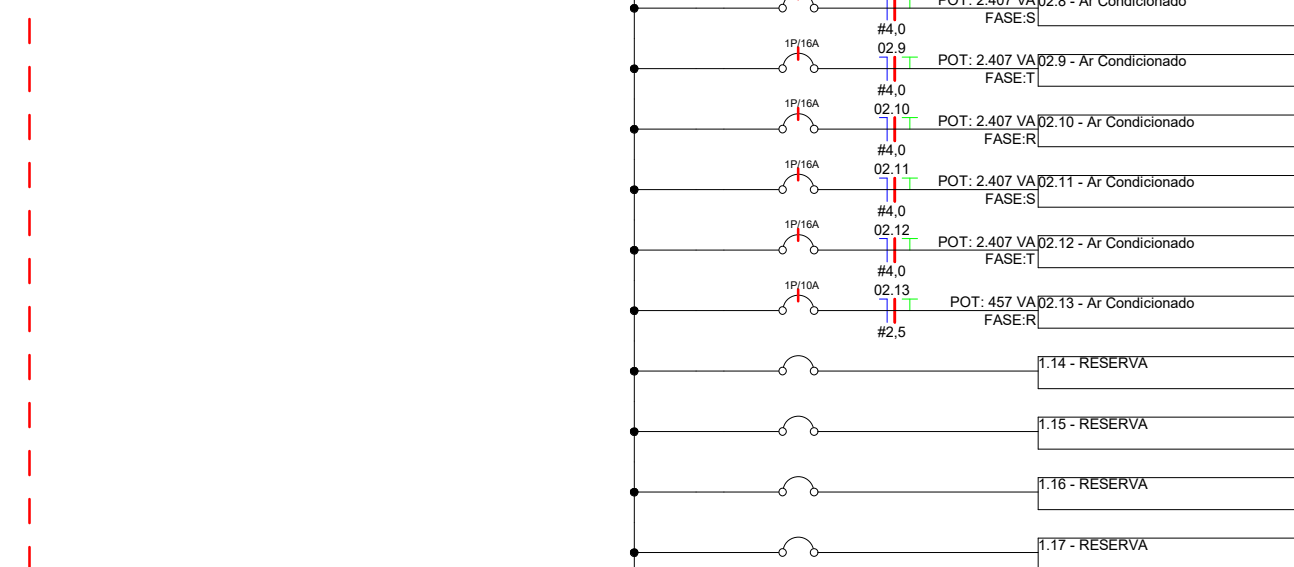 POT: 2.407 VA 02.8 - Ar Condicionado
FASE:S
#4,0
1P/16A 02.9
POT: 2.407 VA 02.9 - Ar Condicionado
FASE:T
#4,0
1P/16A 02.10
POT: 2.407 VA 02.10 - Ar Condicionado
FASE:R
#4,0
1P/16A 02.11
POT: 2.407 VA 02.11 - Ar Condicionado
FASE:S
#4,0
1P/16A 02.12
POT: 2.407 VA 02.12 - Ar Condicionado
FASE:T
#4,0
1P/10A 02.13
POT: 457 VA 02.13 - Ar Condicionado
FASE:R
#2,5
1.14 - RESERVA
1.15 - RESERVA
1.16 - RESERVA
1.17 - RESERVA